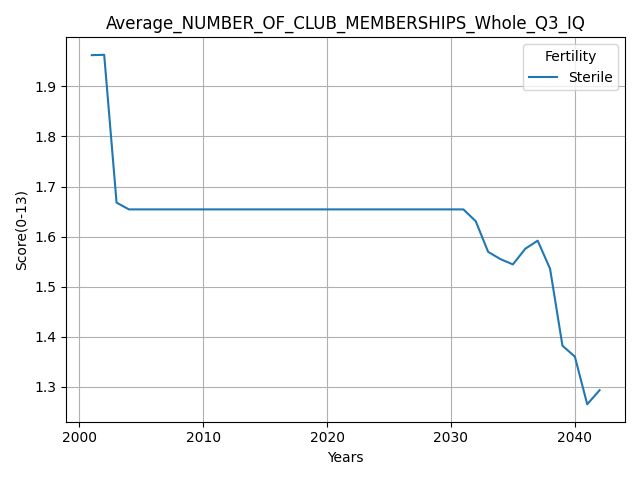 Average_NUMBER_OF_CLUB_MEMBERSHIPS_Whole_Q3_IQ
Fertility
Sterile
Score(0-13)
1.9
1.8
1.7
1.6
1.5
1.4
1.3
2000 2010 2020 2030 2040
Years